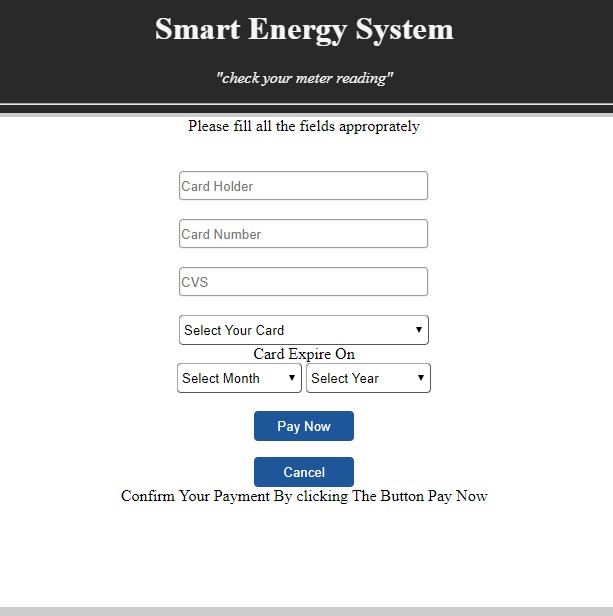 Smart Energy System
"check your meter reading"
Please fill all the fields approprately
Card Holder
Card Number
CVS
Select Your Card
Card Expire On
Select Month Select Year
Pay Now
Cancel
Confirm Your Payment By clicking The Button Pay Now